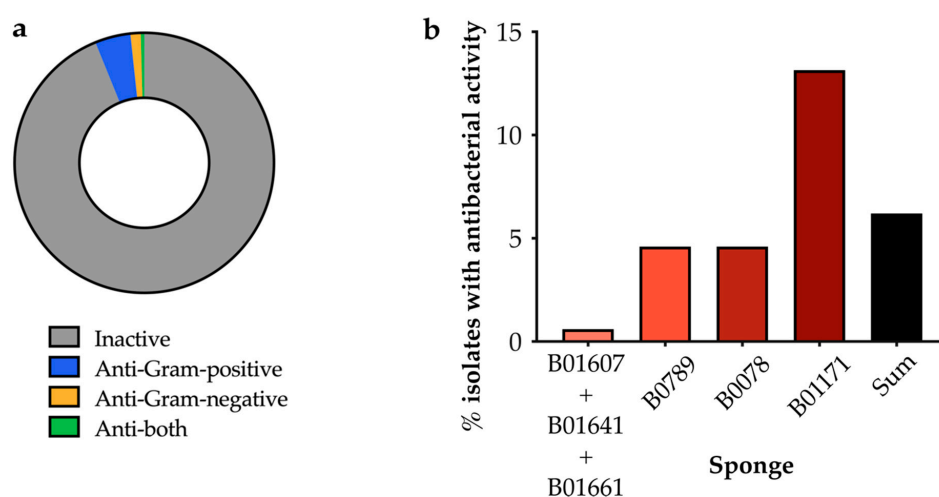 a
Inactive
Anti-Gram-positive
Anti-Gram-negative
Anti-both
b
% isolates with antibacterial activity
15
10
5
0
B01607
+
B01641
+
B01661
B0789
B0078
B01171
Sum
Sponge